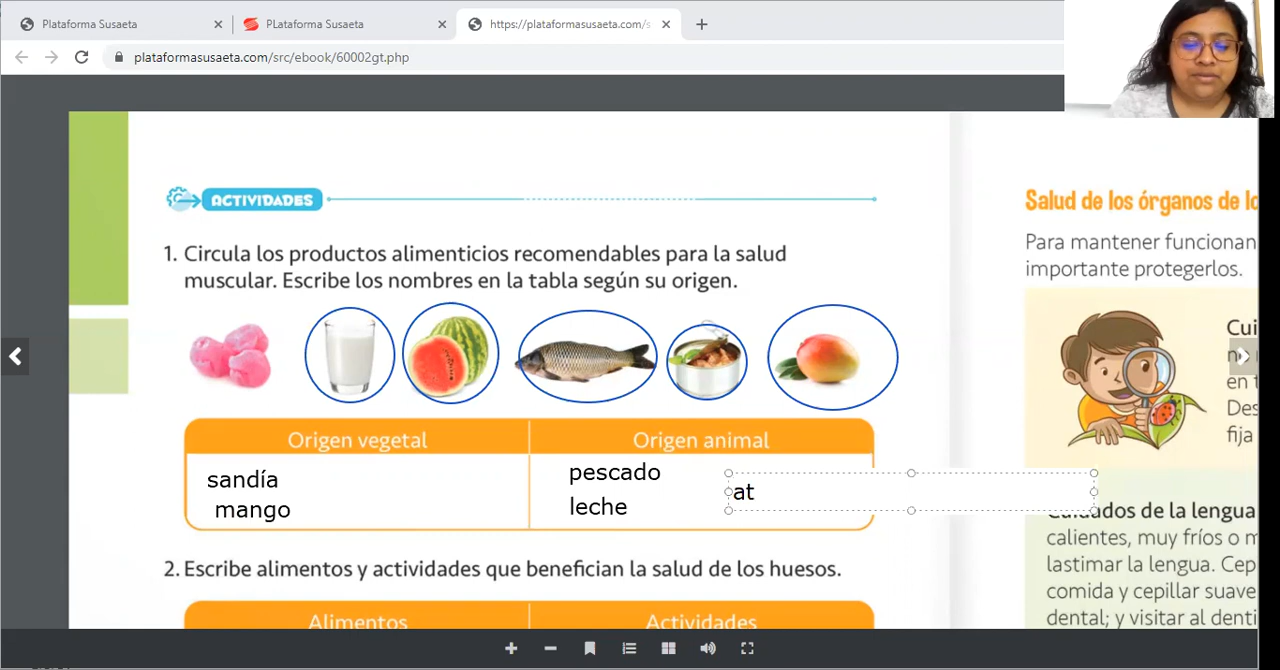 Plataforma Susaeta
PLataforma Susaeta
https://plataformasusaeta.com/s
plataformasusaeta.com/src/ebook/60002gt.php
ACTIVIDADES
1. Circula los productos alimenticios recomendables para la salud
muscular. Escribe los nombres en la tabla según su origen.
Origen vegetal
Origen animal
sandía
mango
pescado
leche
at
2. Escribe alimentos y actividades que benefician la salud de los huesos.
Alimentos
Actividades
Salud de los órganos de lo
Para mantener funcionan
importante protegerlos.
Cui
en t
Des
fija
Cuidados de la lengua
calientes, muy fríos o m
lastimar la lengua. Cep
comida y cepillar suave
dental; y visitar al denti